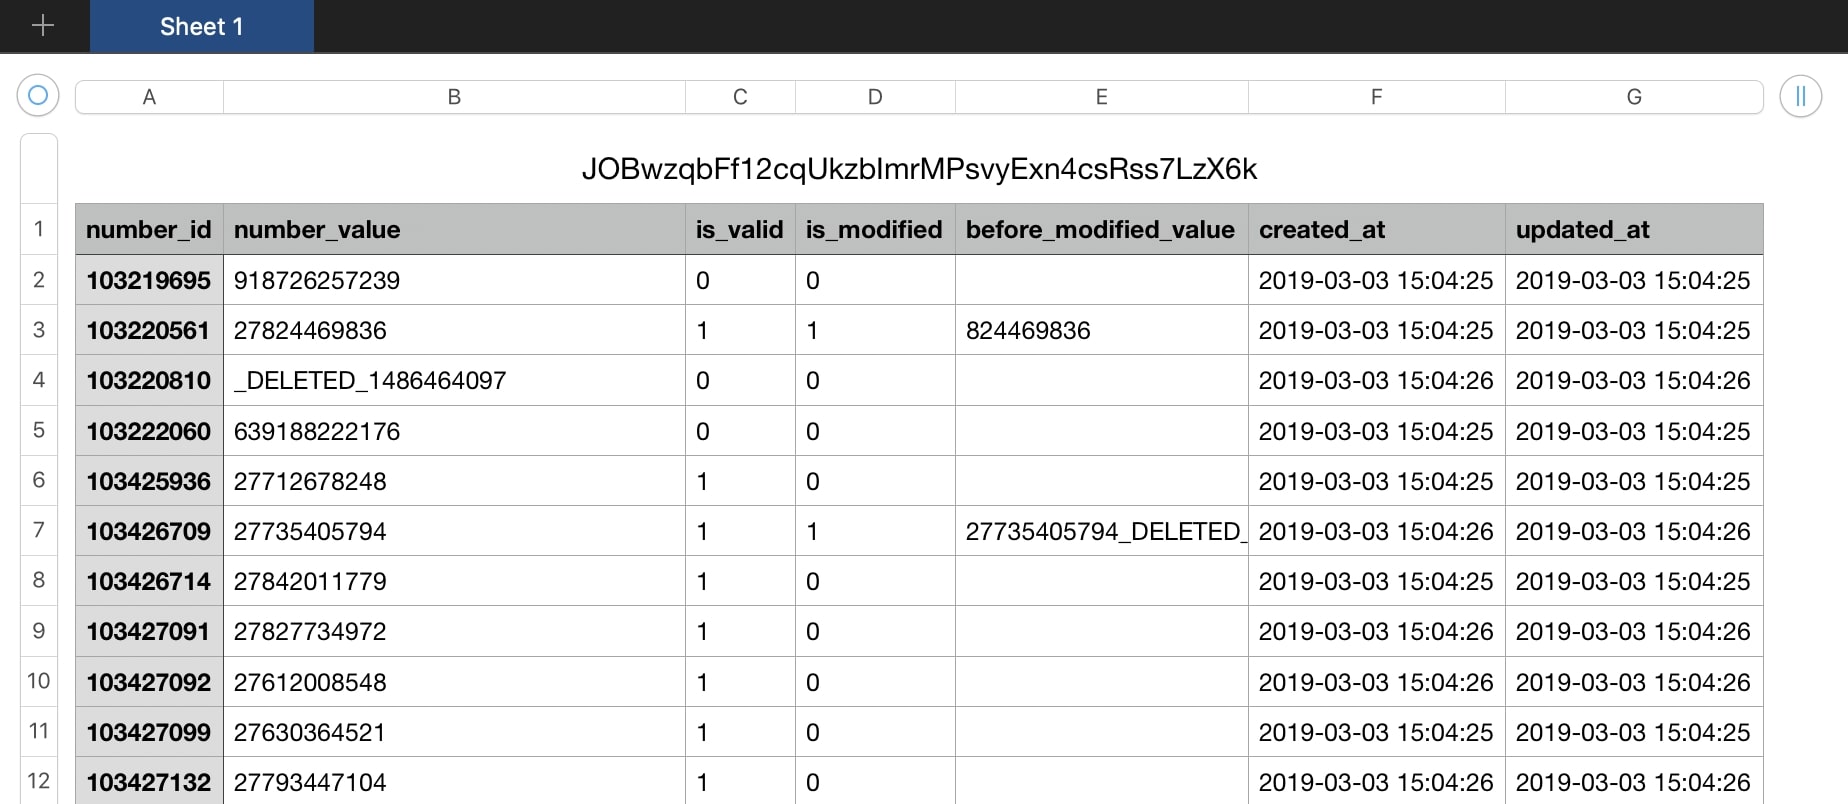 Sheet 1
A B C D E F G
JOBwzqbFf12cqUkzbImrMPsvyExn4csRss7LzX6k
1 number_id number_value is_valid is_modified before_modified_value created_at updated_at
2 103219695 918726257239 0 0 2019-03-03 15:04:25 2019-03-03 15:04:25
3 103220561 27824469836 1 1 824469836 2019-03-03 15:04:25 2019-03-03 15:04:25
4 103220810 _DELETED_1486464097 0 0 2019-03-03 15:04:26 2019-03-03 15:04:26
5 103222060 639188222176 0 0 2019-03-03 15:04:25 2019-03-03 15:04:25
6 103425936 27712678248 1 0 2019-03-03 15:04:25 2019-03-03 15:04:25
7 103426709 27735405794 1 1 27735405794_DELETED_ 2019-03-03 15:04:26 2019-03-03 15:04:26
8 103426714 27842011779 1 0 2019-03-03 15:04:25 2019-03-03 15:04:25
9 103427091 27827734972 1 0 2019-03-03 15:04:26 2019-03-03 15:04:26
10 103427092 27612008548 1 0 2019-03-03 15:04:26 2019-03-03 15:04:26
11 103427099 27630364521 1 0 2019-03-03 15:04:25 2019-03-03 15:04:25
12 103427132 27793447104 1 0 2019-03-03 15:04:26 2019-03-03 15:04:26